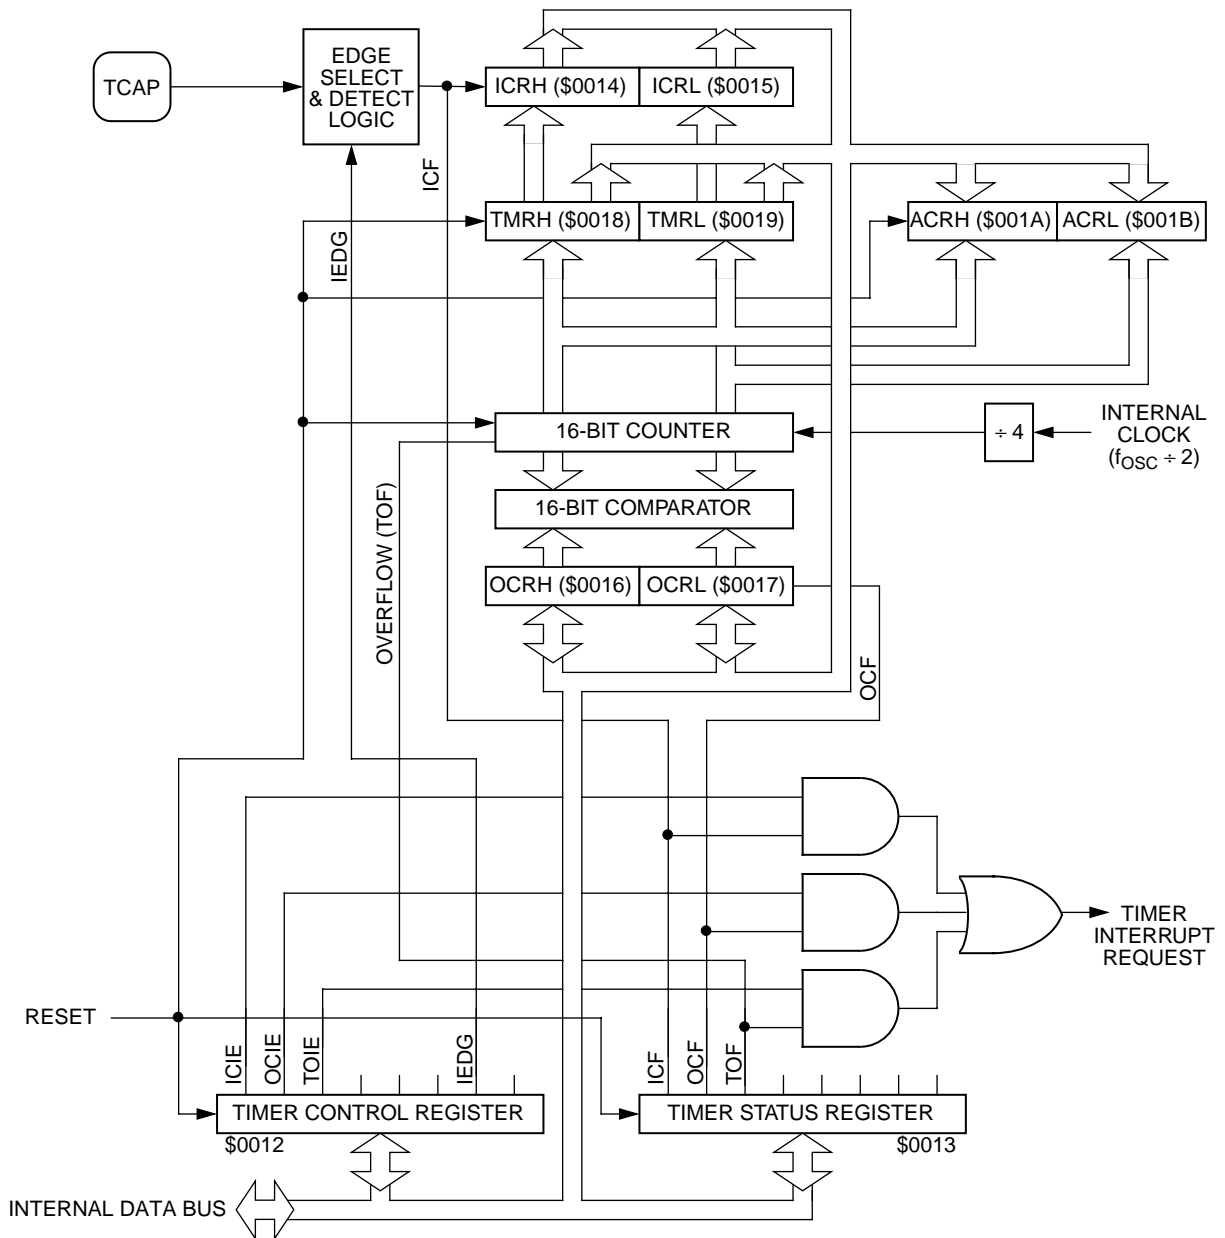 EDGE
SELECT
& DETECT
LOGIC
TCAP
ICRH ($0014)
ICRL ($0015)
ICF
TMRH ($0018)
TMRL ($0019)
ACRH ($001A)
ACRL ($001B)
IEDG
16-BIT COUNTER
÷ 4
INTERNAL
CLOCK
(fOSC ÷ 2)
OVERFLOW (TOF)
16-BIT COMPARATOR
OCRH ($0016)
OCRL ($0017)
OCF
TIMER
INTERRUPT
REQUEST
RESET
ICIE
OCIE
TOIE
IEDG
ICF
OCF
TOF
TIMER CONTROL REGISTER
$0012
TIMER STATUS REGISTER
$0013
INTERNAL DATA BUS